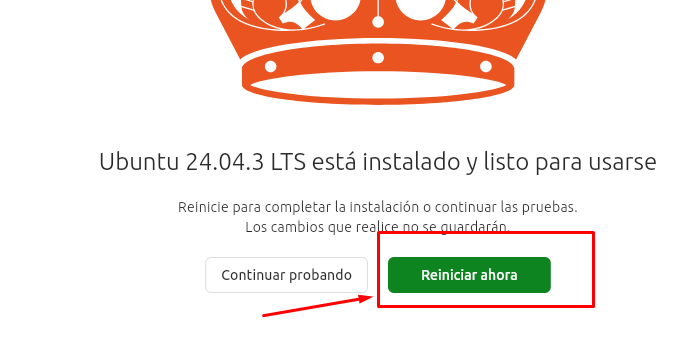 Ubuntu 24.04.3 LTS está instalado y listo para usarse
Reinicie para completar la instalación o continuar las pruebas.
Los cambios que realice no se guardarán.
Continuar probando
Reiniciar ahora